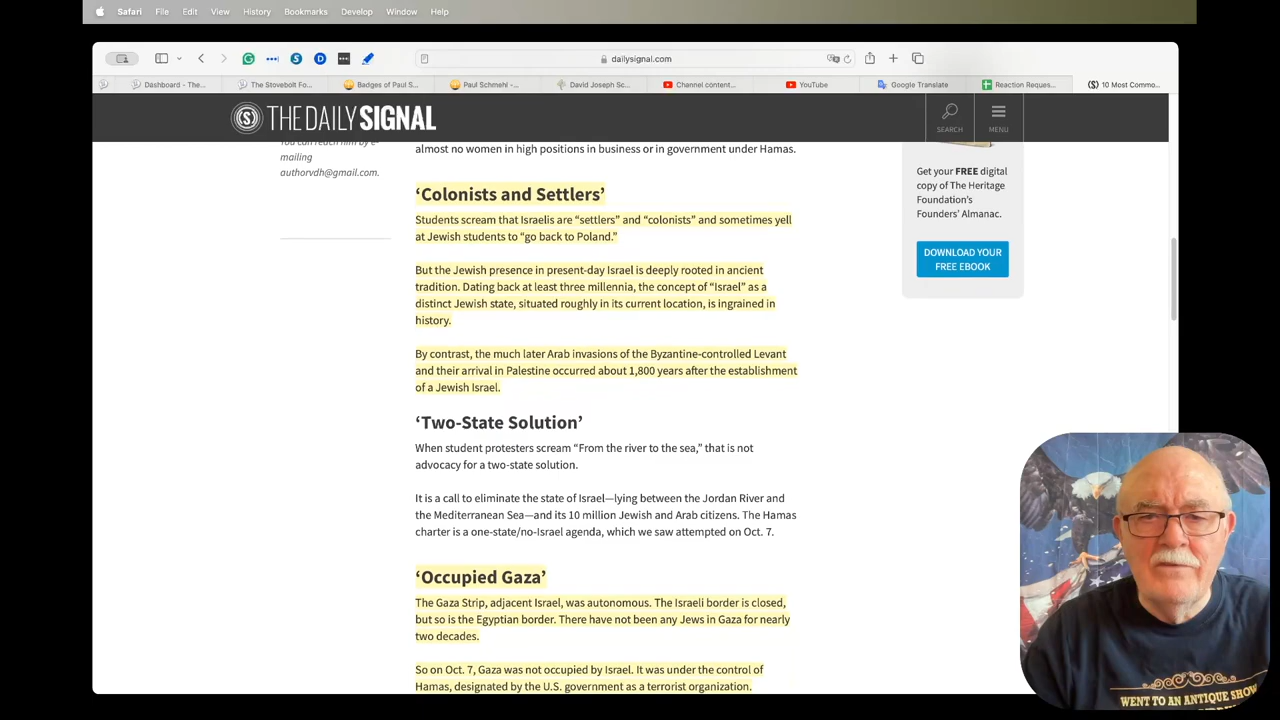 Safari File Edit View History Bookmarks Develop Window Help
dailysignal.com
Dashboard - The... The Stovebolt Fo... Badges of Paul S... Paul Schmehl -... David Joseph Sc... Channel content... YouTube Google Translate Reaction Reques... 10 Most Commo...
THE DAILY SIGNAL
SEARCH MENU
You can reach him by e-
mailing
authorvdh@gmail.com.
almost no women in high positions in business or in government under Hamas.
‘Colonists and Settlers’
Students scream that Israelis are “settlers” and “colonists” and sometimes yell
at Jewish students to “go back to Poland.”
But the Jewish presence in present-day Israel is deeply rooted in ancient
tradition. Dating back at least three millennia, the concept of “Israel” as a
distinct Jewish state, situated roughly in its current location, is ingrained in
history.
By contrast, the much later Arab invasions of the Byzantine-controlled Levant
and their arrival in Palestine occurred about 1,800 years after the establishment
of a Jewish Israel.
‘Two-State Solution’
When student protesters scream “From the river to the sea,” that is not
advocacy for a two-state solution.
It is a call to eliminate the state of Israel—lying between the Jordan River and
the Mediterranean Sea—and its 10 million Jewish and Arab citizens. The Hamas
charter is a one-state/no-Israel agenda, which we saw attempted on Oct. 7.
‘Occupied Gaza’
The Gaza Strip, adjacent Israel, was autonomous. The Israeli border is closed,
but so is the Egyptian border. There have not been any Jews in Gaza for nearly
two decades.
So on Oct. 7, Gaza was not occupied by Israel. It was under the control of
Hamas, designated by the U.S. government as a terrorist organization.
Get your FREE digital
copy of The Heritage
Foundation’s
Founders’ Almanac.
DOWNLOAD YOUR
FREE EBOOK
WENT TO AN ANTIQUE SHOW